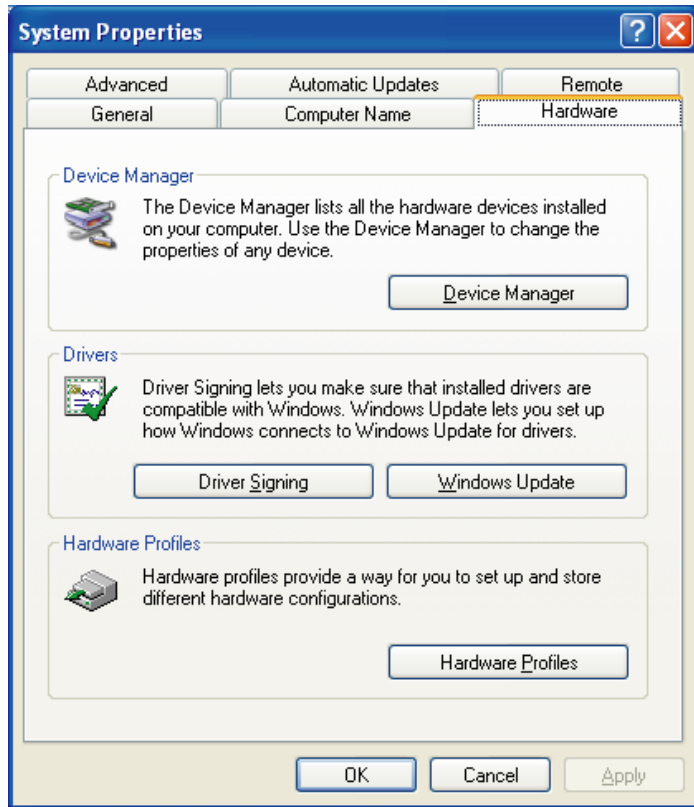 System Properties
Advanced Automatic Updates Remote
General Computer Name Hardware
Device Manager
The Device Manager lists all the hardware devices installed
on your computer. Use the Device Manager to change the
properties of any device.
Device Manager
Drivers
Driver Signing lets you make sure that installed drivers are
compatible with Windows. Windows Update lets you set up
how Windows connects to Windows Update for drivers.
Driver Signing Windows Update
Hardware Profiles
Hardware profiles provide a way for you to set up and store
different hardware configurations.
Hardware Profiles
OK Cancel Apply